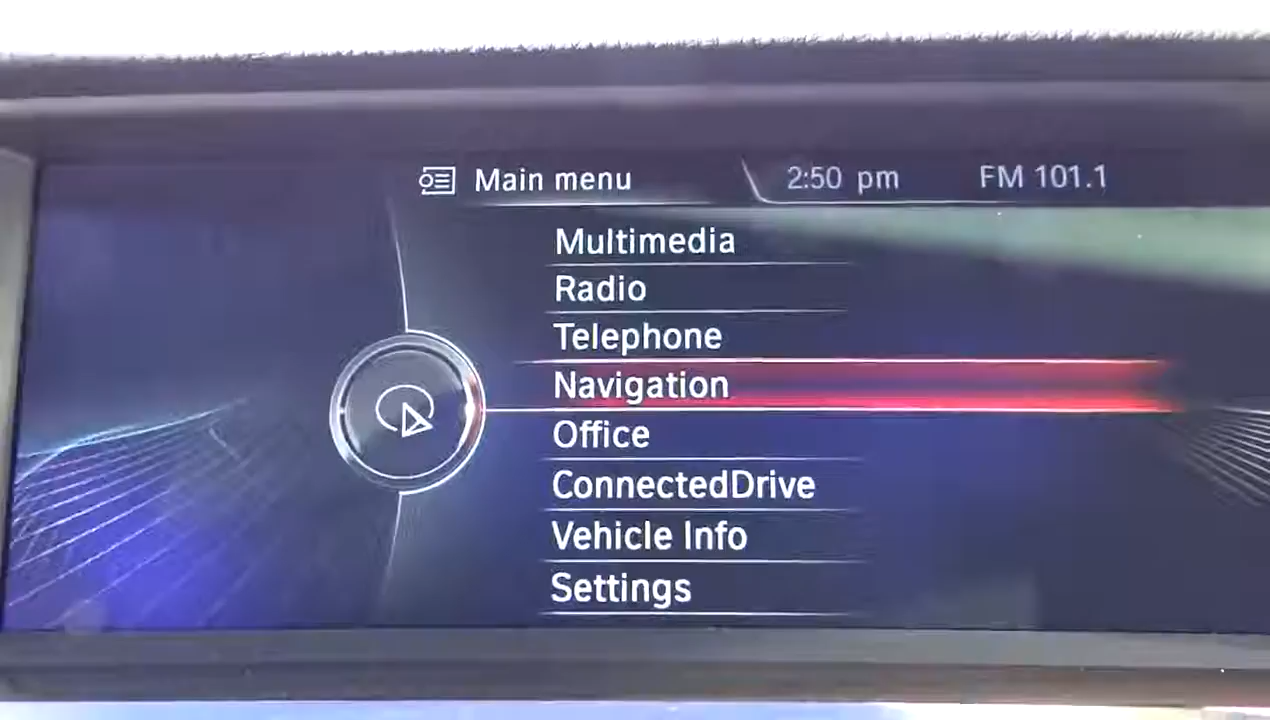 Main menu 2:50 pm FM 101.1
Multimedia
Radio
Telephone
Navigation
Office
ConnectedDrive
Vehicle Info
Settings